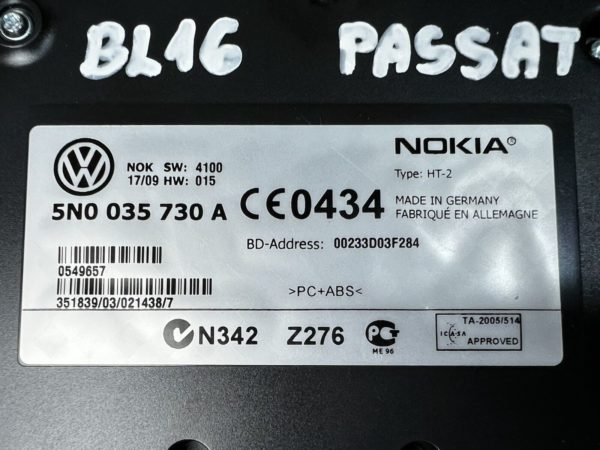 BL16 PASSAT
NOKIA®
NOK SW: 4100
17/09 HW: 015
Type: HT-2
5N0 035 730 A
CE0434
MADE IN GERMANY
FABRIQUÉ EN ALLEMAGNE
BD-Address: 00233D03F284
0549657
351839/03/021438/7
>PC+ABS<
N342 Z276
ME 96
TA-2005/514
ICASA
APPROVED